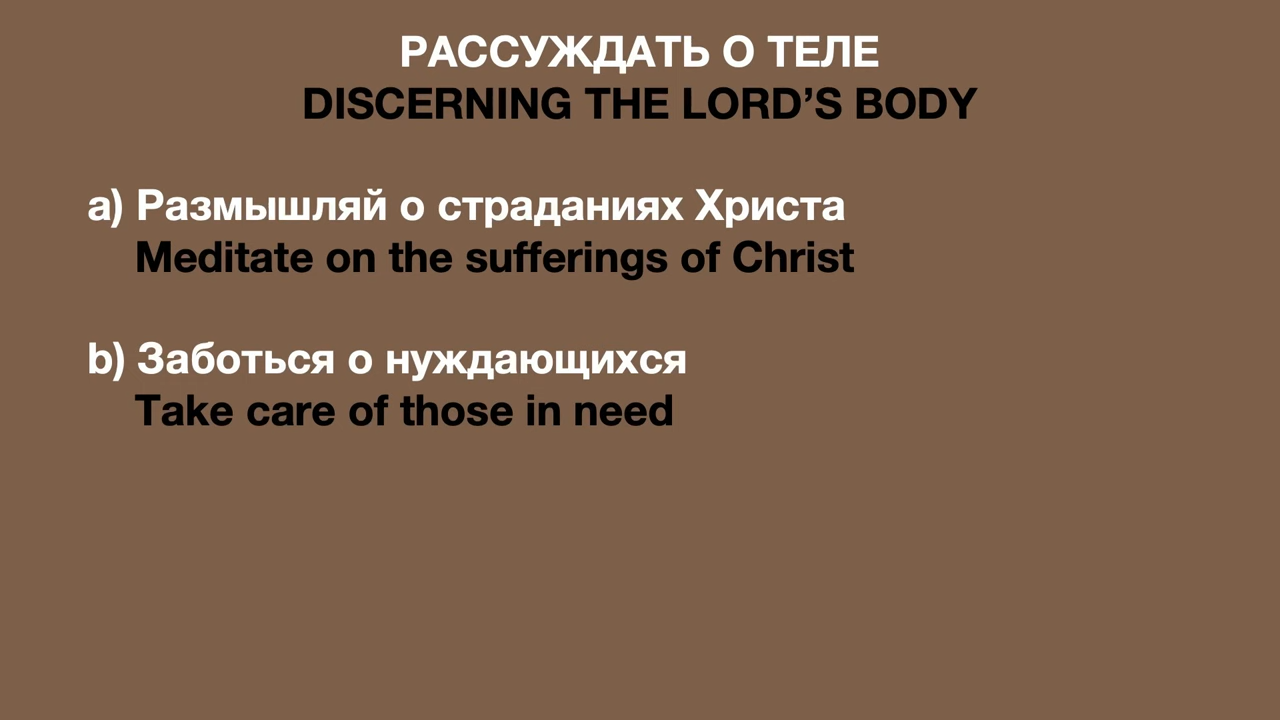 РАССУЖДАТЬ О ТЕЛЕ
DISCERNING THE LORD’S BODY
a) Размышляй о страданиях Христа
Meditate on the sufferings of Christ
b) Заботься о нуждающихся
Take care of those in need